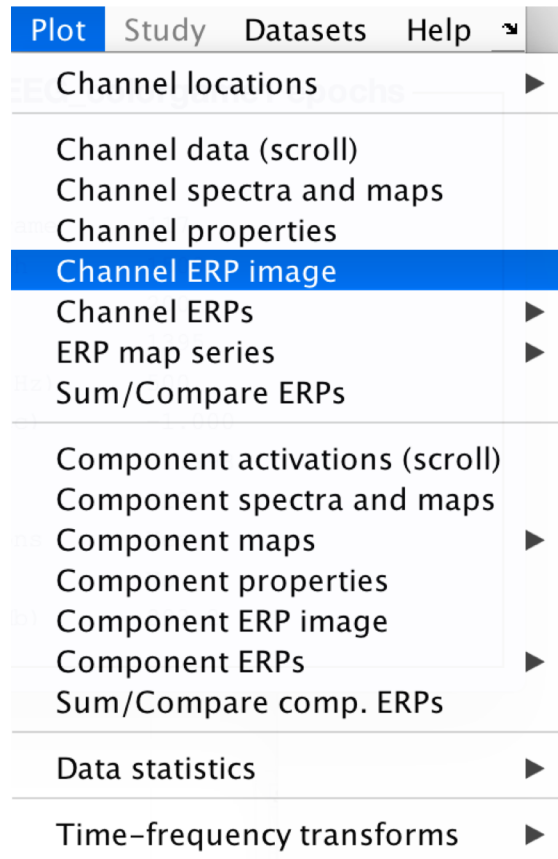 Plot Study Datasets Help
Channel locations
Channel data (scroll)
Channel spectra and maps
Channel properties
Channel ERP image
Channel ERPs
ERP map series
Sum/Compare ERPs
Component activations (scroll)
Component spectra and maps
Component maps
Component properties
Component ERP image
Component ERPs
Sum/Compare comp. ERPs
Data statistics
Time-frequency transforms